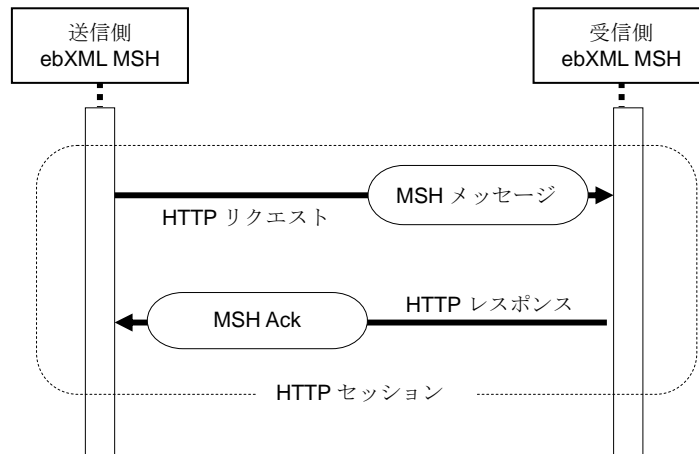 送信側
ebXML MSH
受信側
ebXML MSH
MSH メッセージ
HTTP リクエスト
HTTP レスポンス
MSH Ack
HTTP セッション